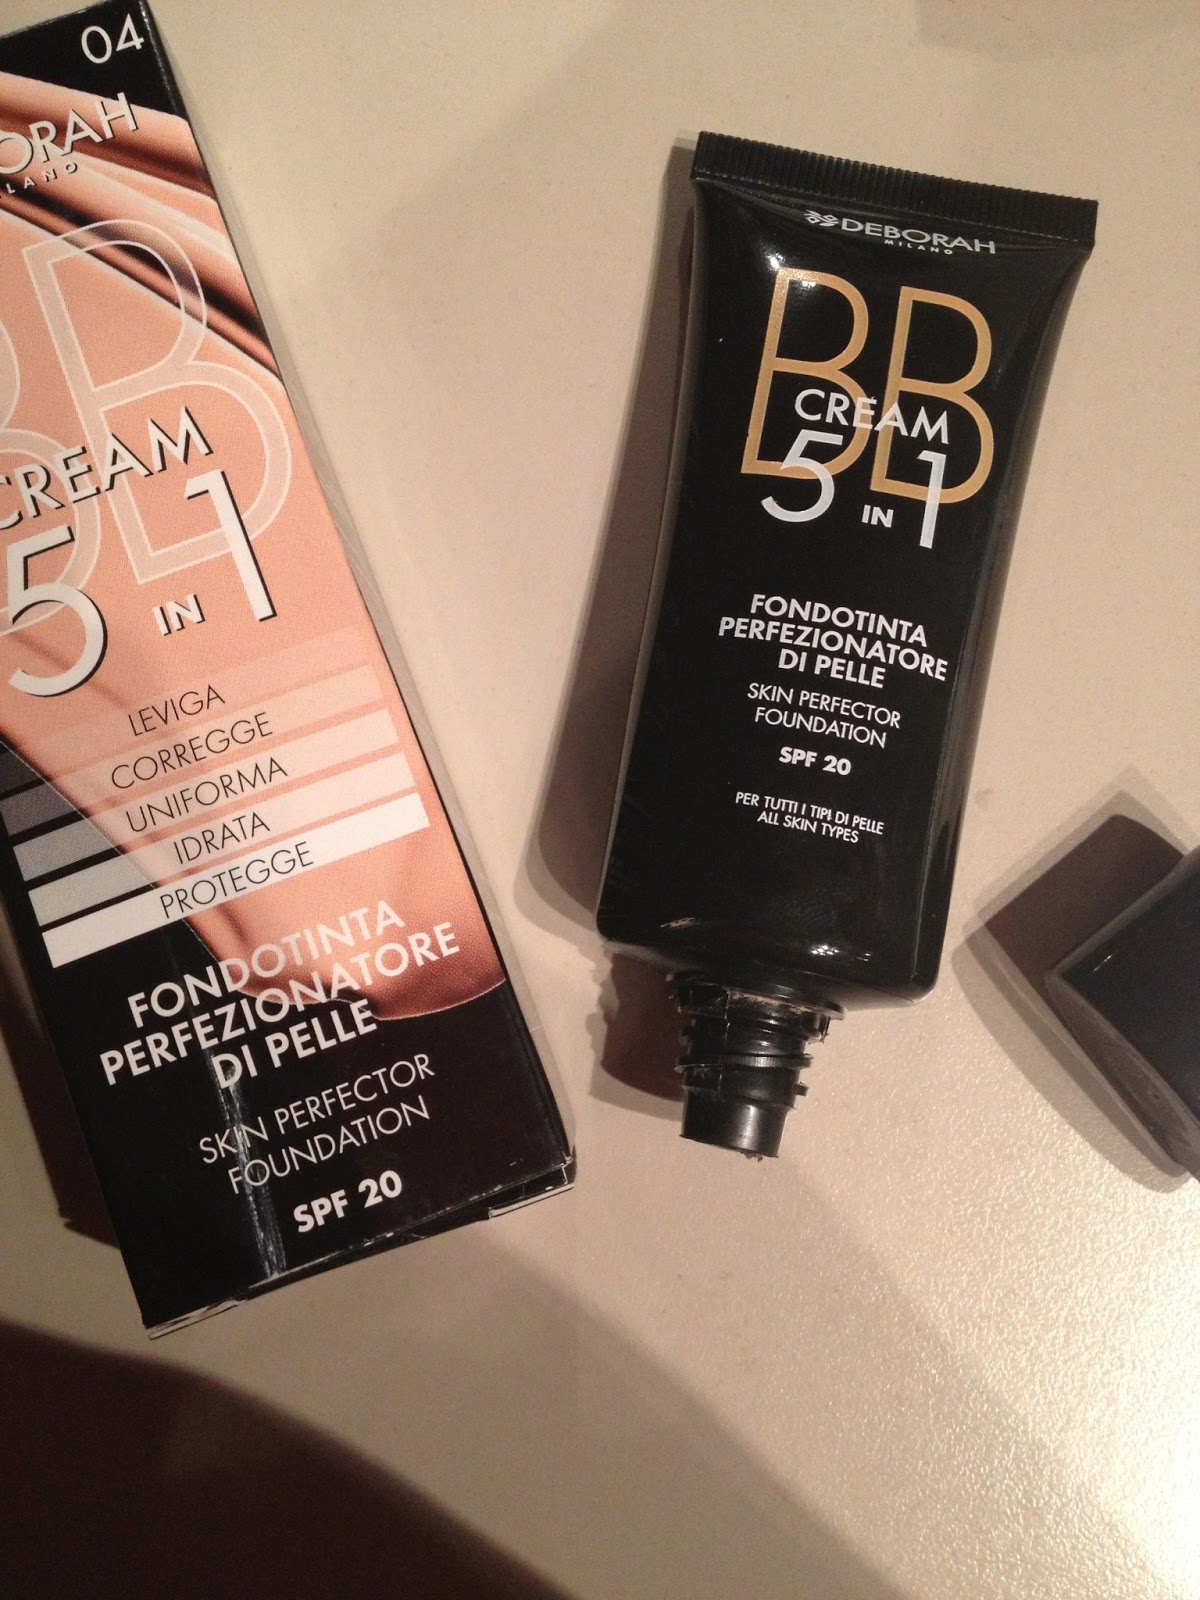 04
ORAH
LANO
BB
CREAM
5 IN 1
LEVIGA
CORREGGE
UNIFORMA
IDRATA
PROTEGGE
FONDOTINTA
PERFEZIONATORE
DI PELLE
SKIN PERFECTOR
FOUNDATION
SPF 20
DEBORAH
MILANO
BB
CREAM
5 IN 1
FONDOTINTA
PERFEZIONATORE
DI PELLE
SKIN PERFECTOR
FOUNDATION
SPF 20
PER TUTTI I TIPI DI PELLE
ALL SKIN TYPES